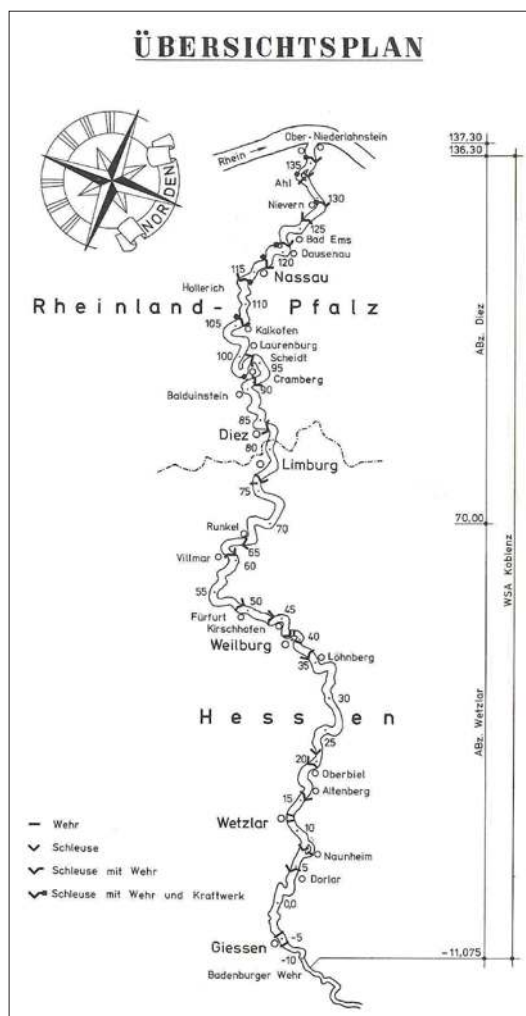 ÜBERSICHTSPLAN
NORDEN
Rhein
Ober-Niederlahnstein
137,30
136,30
135
Ahl
130
Nievern
125
Bad Ems
Dausenau
120
Nassau
115
Hollerich
110
Rheinland-Pfalz
105
Kalkofen
Laurenburg
100
Scheidt
95
Cramberg
90
Balduinstein
85
Diez
80
Limburg
75
70
70,00
Runkel
65
Villmar
60
55
50
45
Fürfurt
Kirschhofen
40
Weilburg
35
Löhnberg
30
Hessen
25
20
Oberbiel
Altenberg
15
Wetzlar
10
Naunheim
5
Dorlar
0,0
Giessen
-5
-10
Badenburger Wehr
-11,075
ABz. Diez
WSA Koblenz
ABz. Wetzlar
Wehr
Schleuse
Schleuse mit Wehr
Schleuse mit Wehr und Kraftwerk